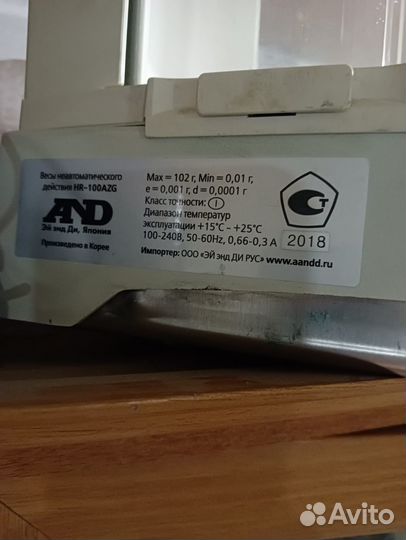 Весы неавтоматического
действия HR-100AZG
AND
Эй энд Ди, Япония
Произведено в Корее
Max = 102 г, Min = 0,01 г,
e = 0,001 г, d = 0,0001 г
Класс точности: I
Диапазон температур
эксплуатации +15°C - +25°C
100-240В, 50-60Hz, 0,66-0,3 A
Импортер: ООО «ЭЙ ЭНД ДИ РУС» www.aandd.ru
СТ
2018
Avito